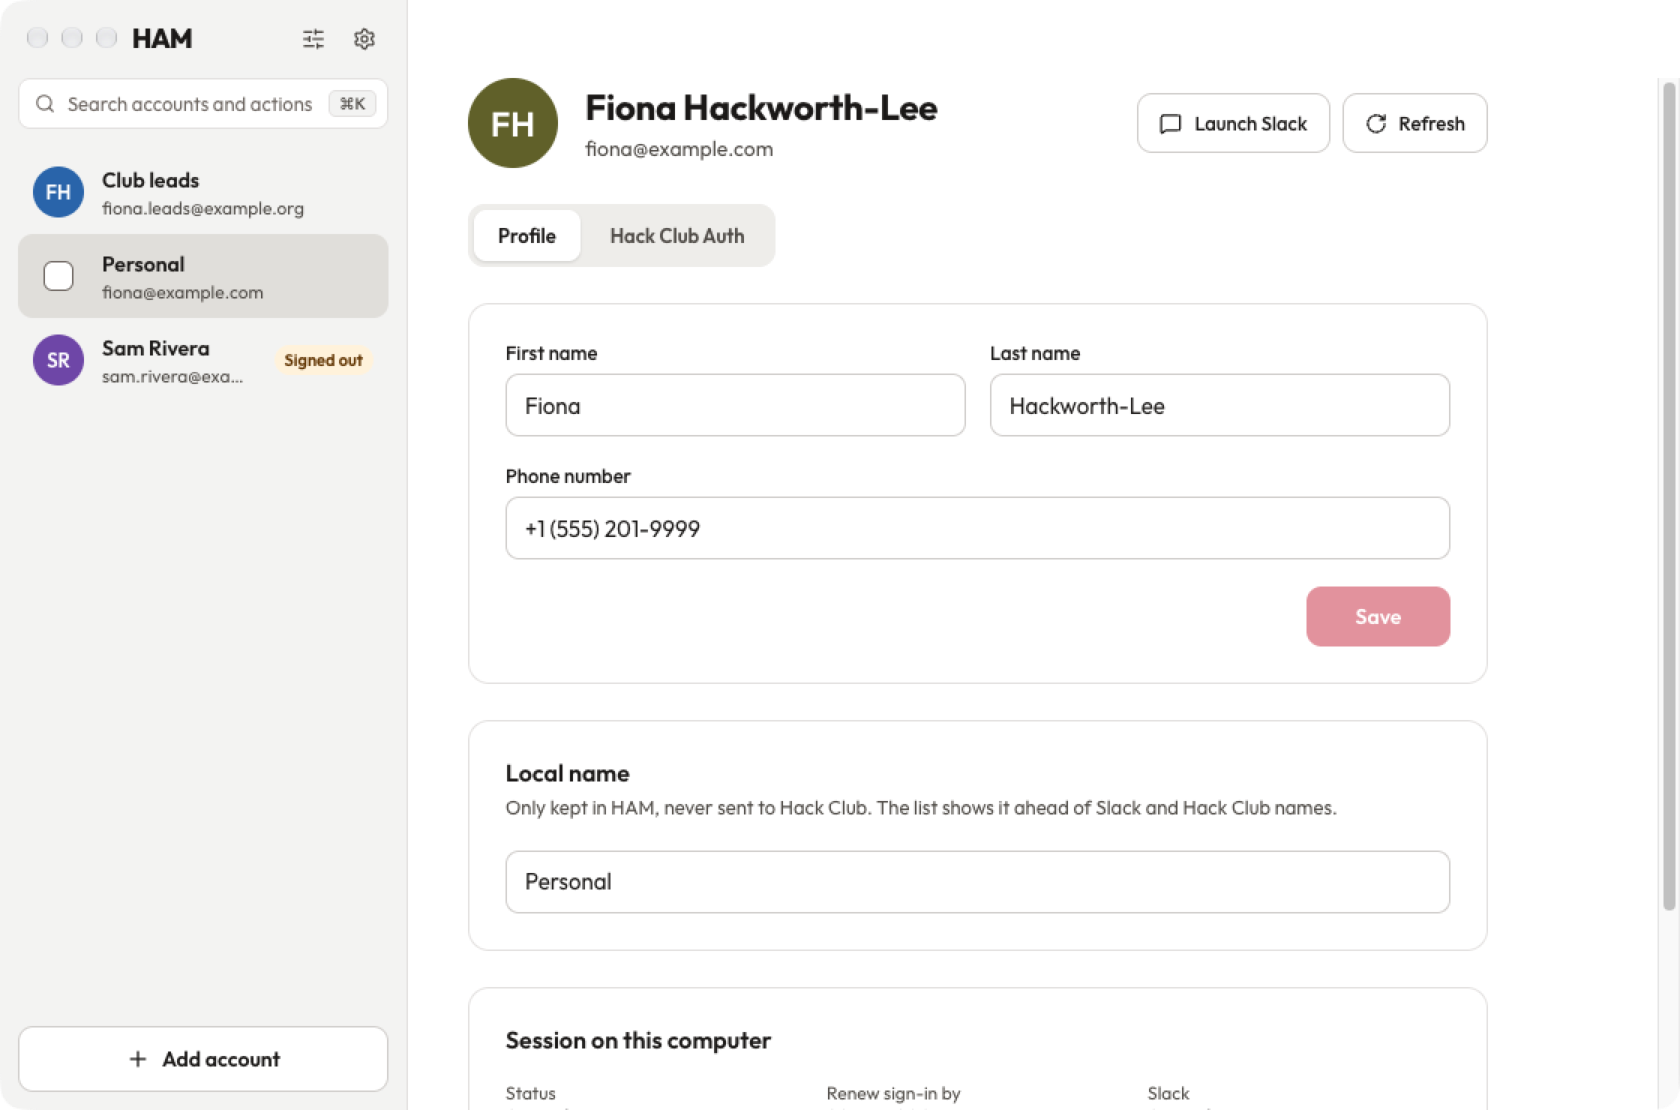 HAM
Search accounts and actions ⌘K
FH
Club leads
fiona.leads@example.org
Personal
fiona@example.com
SR
Sam Rivera
sam.rivera@exa...
Signed out
+ Add account
FH
Fiona Hackworth-Lee
fiona@example.com
Launch Slack
Refresh
Profile
Hack Club Auth
First name
Fiona
Last name
Hackworth-Lee
Phone number
+1 (555) 201-9999
Save
Local name
Only kept in HAM, never sent to Hack Club. The list shows it ahead of Slack and Hack Club names.
Personal
Session on this computer
Status
Renew sign-in by
Slack